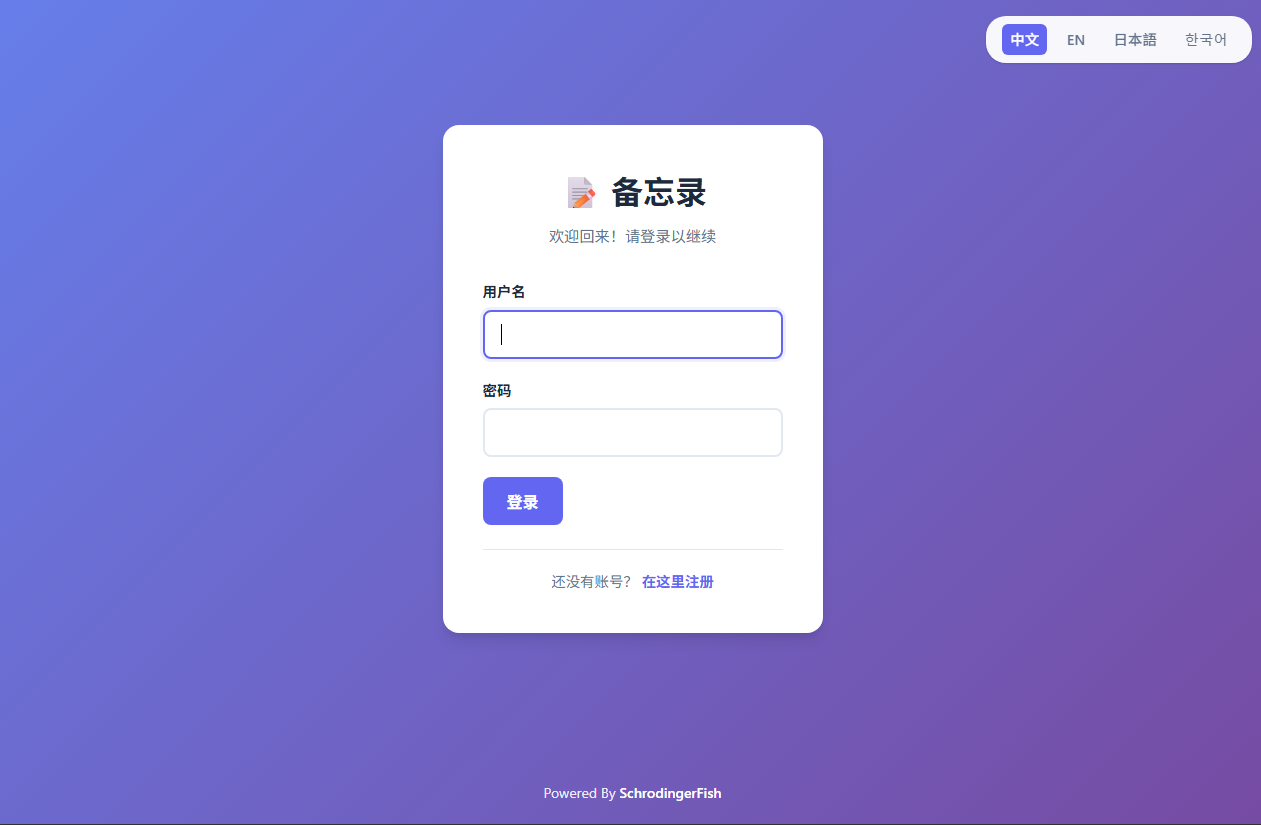 中文 EN 日本語 한국어
备忘录
欢迎回来！请登录以继续
用户名
密码
登录
还没有账号？ 在这里注册
Powered By SchrodingerFish